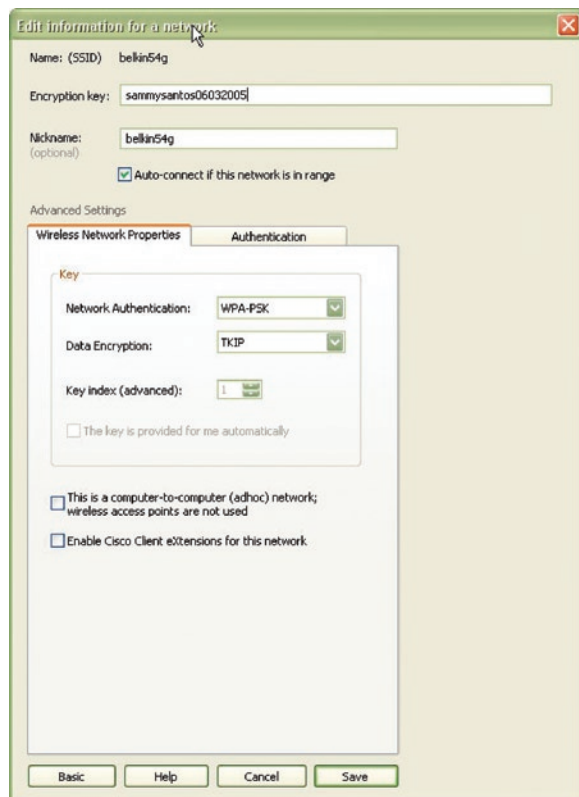 Edit information for a network
Name: (SSID) belkin54g
Encryption key: sammysantos06032005
Nickname: belkin54g
(optional)
Auto-connect if this network is in range
Advanced Settings
Wireless Network Properties Authentication
Key
Network Authentication: WPA-PSK
Data Encryption: TKIP
Key index (advanced): 1
The key is provided for me automatically
This is a computer-to-computer (adhoc) network;
wireless access points are not used
Enable Cisco Client eXtensions for this network
Basic Help Cancel Save